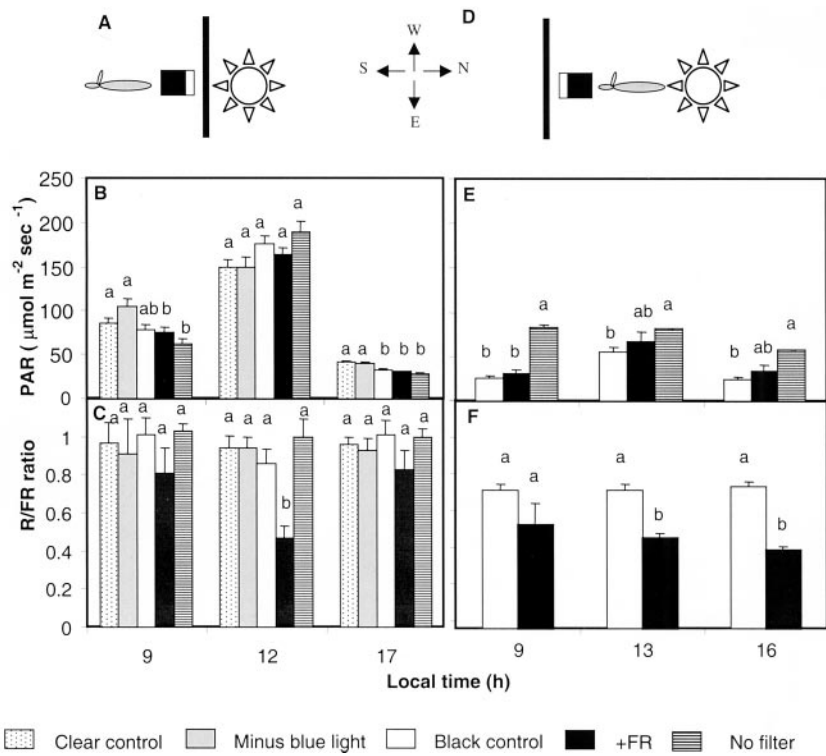 A
D
W
S N
E
B
250
200
150
100
50
0
PAR ( μmol m⁻² sec ⁻¹)
a a ab b b
a a a a a
a a b b b
E
b b a
b ab a
b ab a
C
1
0.8
0.6
0.4
0.2
0
R/FR ratio
a a a a a
a a a b a
a a a a a
F
a a
a b
a b
9 12 17 9 13 16
Local time (h)
Clear control Minus blue light Black control +FR No filter